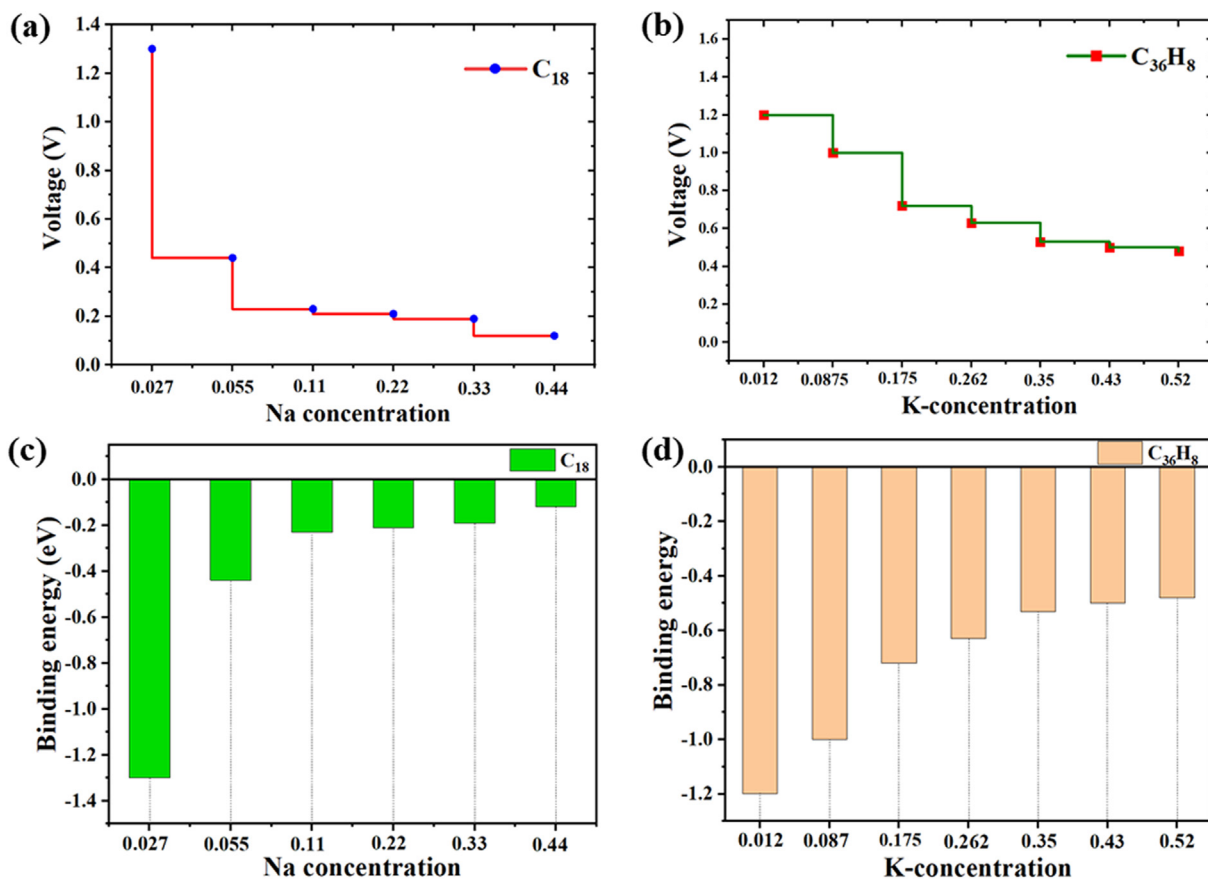 (a)
1.4
1.2
1.0
0.8
0.6
0.4
0.2
0.0
Voltage (V)
C₁₈
0.027 0.055 0.11 0.22 0.33 0.44
Na concentration
(b)
1.6
1.4
1.2
1.0
0.8
0.6
0.4
0.2
0.0
Voltage (V)
C₃₆H₈
0.012 0.0875 0.175 0.262 0.35 0.43 0.52
K-concentration
(c)
0.0
-0.2
-0.4
-0.6
-0.8
-1.0
-1.2
-1.4
Binding energy (eV)
C₁₈
0.027 0.055 0.11 0.22 0.33 0.44
Na concentration
(d)
0.0
-0.2
-0.4
-0.6
-0.8
-1.0
-1.2
Binding energy
C₃₆H₈
0.012 0.087 0.175 0.262 0.35 0.43 0.52
K-concentration